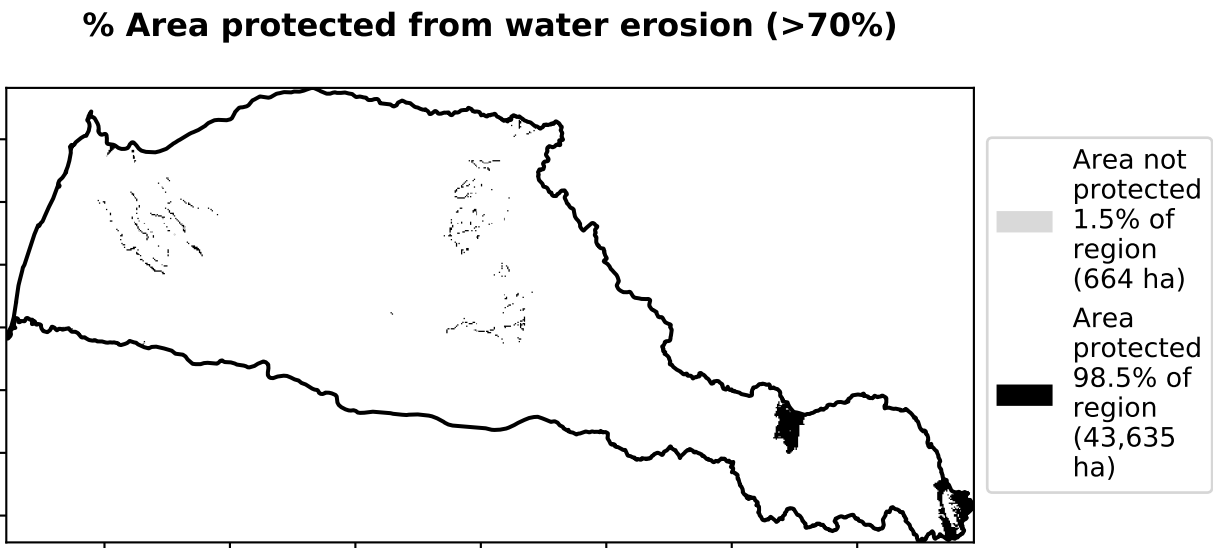 % Area protected from water erosion (>70%)
Area not
protected
1.5% of
region
(664 ha)
Area
protected
98.5% of
region
(43,635
ha)